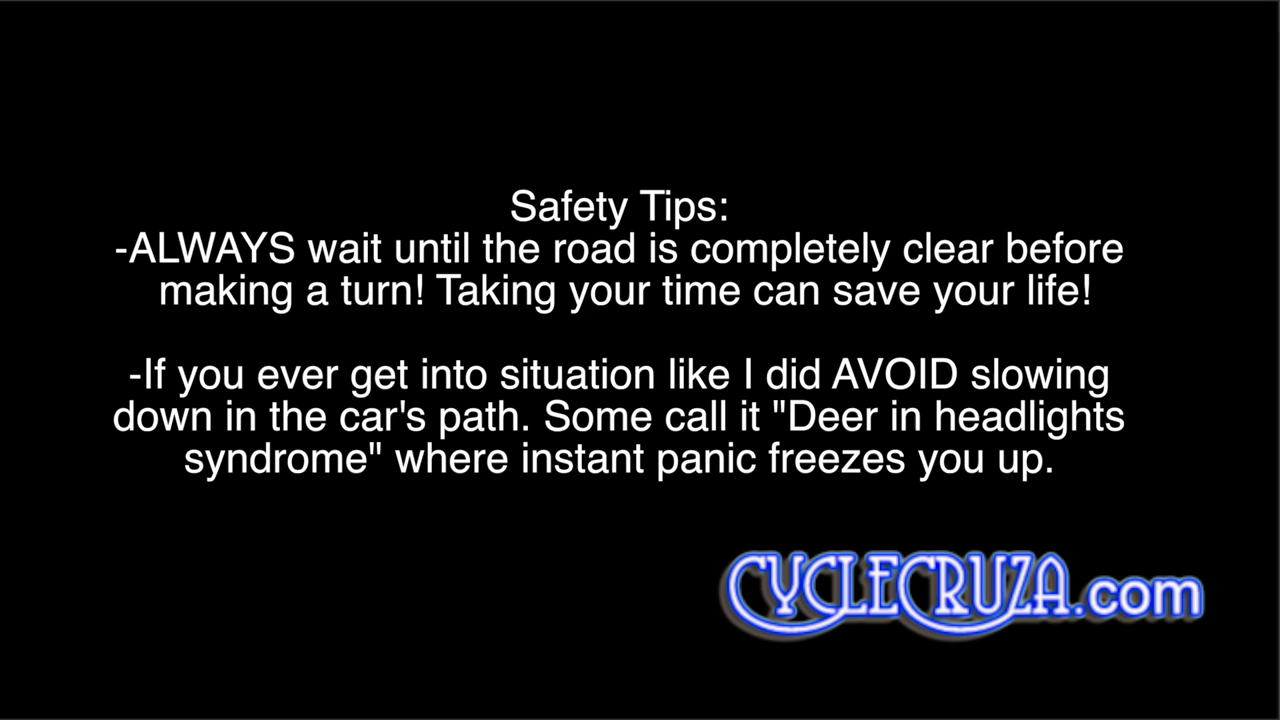 Safety Tips:
-ALWAYS wait until the road is completely clear before
making a turn! Taking your time can save your life!
-If you ever get into situation like I did AVOID slowing
down in the car's path. Some call it "Deer in headlights
syndrome" where instant panic freezes you up.
CYCLECRUZA.com